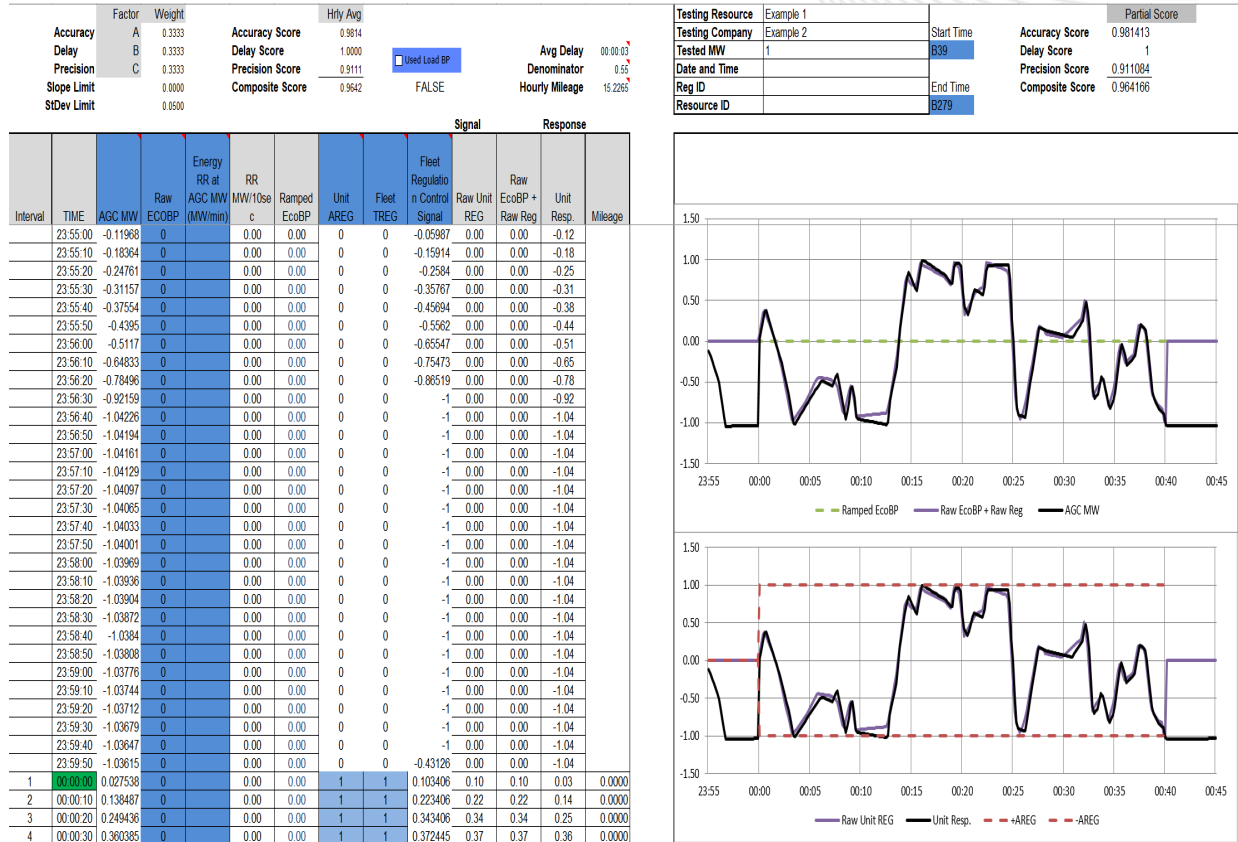 Factor Weight Hrly Avg
Accuracy A 0.3333 Accuracy Score 0.9814
Delay B 0.3333 Delay Score 1.0000 Used Load BP Avg Delay 00:00:03
Precision C 0.3333 Precision Score 0.9111 Denominator 0.55
Slope Limit 0.0000 Composite Score 0.9642 FALSE Hourly Mileage 15.2265
StDev Limit 0.0500
Testing Resource Example 1 Partial Score
Testing Company Example 2 Start Time Accuracy Score 0.981413
Tested MW 1 B39 Delay Score 1
Date and Time Precision Score 0.911084
Reg ID End Time Composite Score 0.964166
Resource ID B279
Signal Response
Interval TIME AGC MW Raw ECOBP Energy RR at AGC MW (MW/min) RR MW/10sec Ramped EcoBP Unit AREG Fleet TREG Fleet Regulation Control Signal Raw Unit REG Raw EcoBP + Raw Reg Unit Resp. Mileage
23:55:00 -0.11968 0 0.00 0.00 0 0 -0.05987 0.00 0.00 -0.12
23:55:10 -0.18364 0 0.00 0.00 0 0 -0.15914 0.00 0.00 -0.18
23:55:20 -0.24761 0 0.00 0.00 0 0 -0.2584 0.00 0.00 -0.25
23:55:30 -0.31157 0 0.00 0.00 0 0 -0.35767 0.00 0.00 -0.31
23:55:40 -0.37554 0 0.00 0.00 0 0 -0.45694 0.00 0.00 -0.38
23:55:50 -0.4395 0 0.00 0.00 0 0 -0.5562 0.00 0.00 -0.44
23:56:00 -0.5117 0 0.00 0.00 0 0 -0.65547 0.00 0.00 -0.51
23:56:10 -0.64833 0 0.00 0.00 0 0 -0.75473 0.00 0.00 -0.65
23:56:20 -0.78496 0 0.00 0.00 0 0 -0.86519 0.00 0.00 -0.78
23:56:30 -0.92159 0 0.00 0.00 0 0 -1 0.00 0.00 -0.92
23:56:40 -1.04226 0 0.00 0.00 0 0 -1 0.00 0.00 -1.04
23:56:50 -1.04194 0 0.00 0.00 0 0 -1 0.00 0.00 -1.04
23:57:00 -1.04161 0 0.00 0.00 0 0 -1 0.00 0.00 -1.04
23:57:10 -1.04129 0 0.00 0.00 0 0 -1 0.00 0.00 -1.04
23:57:20 -1.04097 0 0.00 0.00 0 0 -1 0.00 0.00 -1.04
23:57:30 -1.04065 0 0.00 0.00 0 0 -1 0.00 0.00 -1.04
23:57:40 -1.04033 0 0.00 0.00 0 0 -1 0.00 0.00 -1.04
23:57:50 -1.04001 0 0.00 0.00 0 0 -1 0.00 0.00 -1.04
23:58:00 -1.03969 0 0.00 0.00 0 0 -1 0.00 0.00 -1.04
23:58:10 -1.03936 0 0.00 0.00 0 0 -1 0.00 0.00 -1.04
23:58:20 -1.03904 0 0.00 0.00 0 0 -1 0.00 0.00 -1.04
23:58:30 -1.03872 0 0.00 0.00 0 0 -1 0.00 0.00 -1.04
23:58:40 -1.0384 0 0.00 0.00 0 0 -1 0.00 0.00 -1.04
23:58:50 -1.03808 0 0.00 0.00 0 0 -1 0.00 0.00 -1.04
23:59:00 -1.03776 0 0.00 0.00 0 0 -1 0.00 0.00 -1.04
23:59:10 -1.03744 0 0.00 0.00 0 0 -1 0.00 0.00 -1.04
23:59:20 -1.03712 0 0.00 0.00 0 0 -1 0.00 0.00 -1.04
23:59:30 -1.03679 0 0.00 0.00 0 0 -1 0.00 0.00 -1.04
23:59:40 -1.03647 0 0.00 0.00 0 0 -1 0.00 0.00 -1.04
23:59:50 -1.03615 0 0.00 0.00 0 0 -0.43126 0.00 0.00 -1.04
1 00:00:00 0.027538 0 0.00 0.00 1 1 0.103406 0.10 0.10 0.03 0.0000
2 00:00:10 0.138487 0 0.00 0.00 1 1 0.223406 0.22 0.22 0.14 0.0000
3 00:00:20 0.249436 0 0.00 0.00 1 1 0.343406 0.34 0.34 0.25 0.0000
4 00:00:30 0.360385 0 0.00 0.00 1 1 0.372445 0.37 0.37 0.36 0.0000
1.50
1.00
0.50
0.00
-0.50
-1.00
-1.50
23:55 00:00 00:05 00:10 00:15 00:20 00:25 00:30 00:35 00:40 00:45
Ramped EcoBP Raw EcoBP + Raw Reg AGC MW
1.50
1.00
0.50
0.00
-0.50
-1.00
-1.50
23:55 00:00 00:05 00:10 00:15 00:20 00:25 00:30 00:35 00:40 00:45
Raw Unit REG Unit Resp. +AREG -AREG